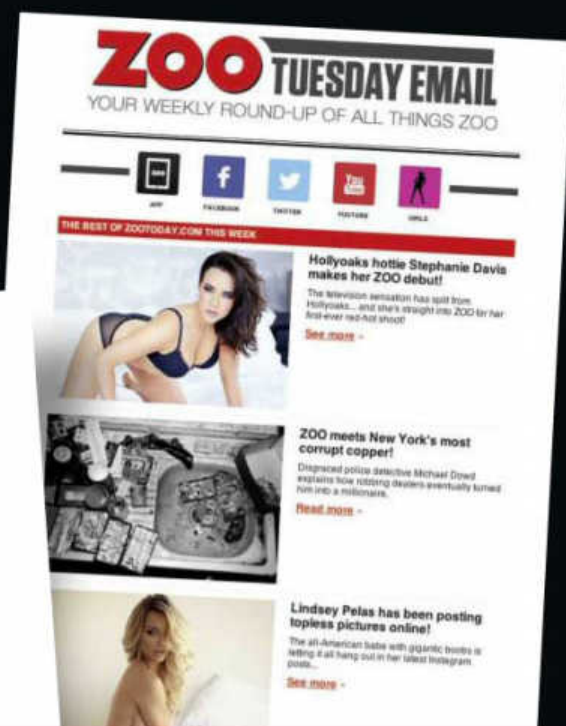 ZOO TUESDAY EMAIL
YOUR WEEKLY ROUND-UP OF ALL THINGS ZOO
APP
FACEBOOK
TWITTER
YOUTUBE
GIRLS
THE BEST OF ZOOTODAY.COM THIS WEEK
Hollyoaks hottie Stephanie Davis
makes her ZOO debut!
The television sensation has split from
Hollyoaks... and she's straight into ZOO for her
first-ever red-hot shoot!
See more »
ZOO meets New York's most
corrupt copper!
Disgraced police detective Michael Dowd
explains how robbing dealers eventually turned
him into a millionaire.
Read more »
Lindsey Pelas has been posting
topless pictures online!
The all-American babe with gigantic boobs is
letting it all hang out in her latest Instagram
posts...
See more »